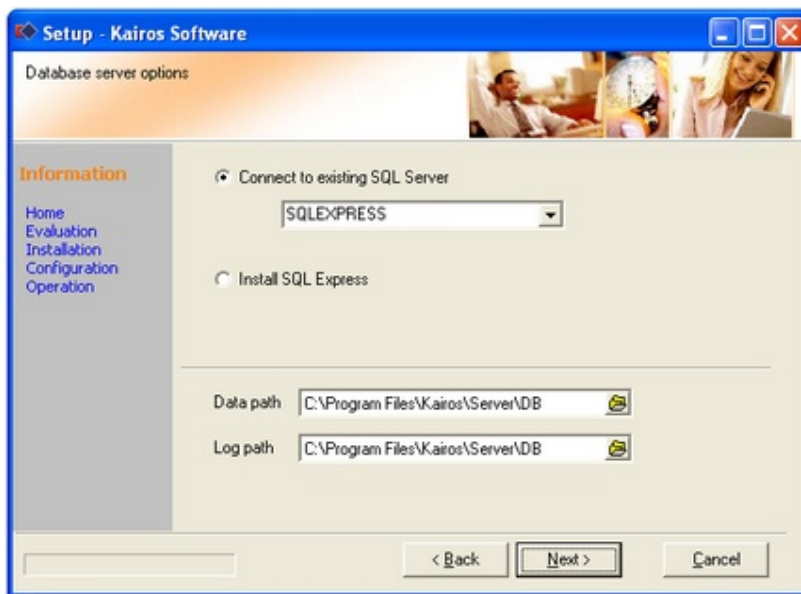 Setup - Kairos Software
Database server options
Information
Home
Evaluation
Installation
Configuration
Operation
Connect to existing SQL Server
SQLEXPRESS
Install SQL Express
Data path C:\Program Files\Kairos\Server\DB
Log path C:\Program Files\Kairos\Server\DB
< Back Next > Cancel